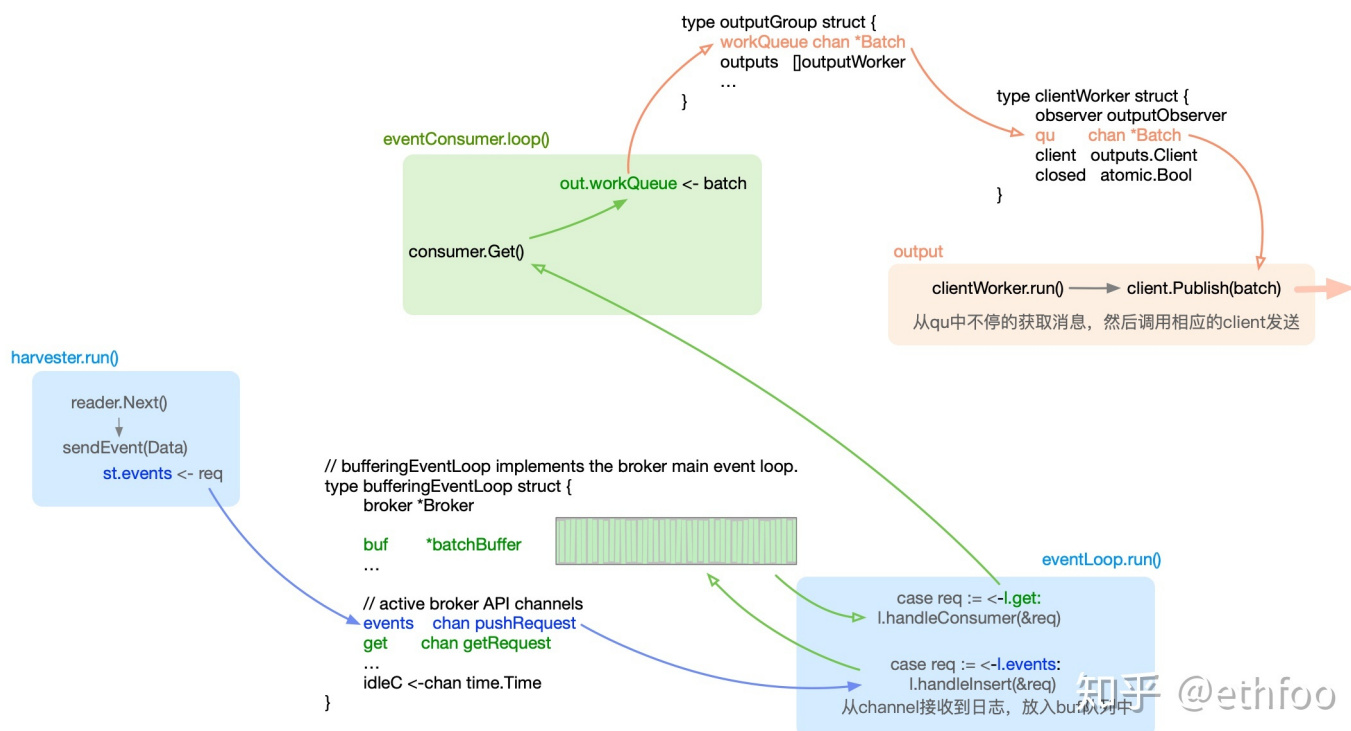 type outputGroup struct {
workQueue chan *Batch
outputs []outputWorker
...
}
type clientWorker struct {
observer outputObserver
qu chan *Batch
client outputs.Client
closed atomic.Bool
}
eventConsumer.loop()
out.workQueue <- batch
consumer.Get()
output
clientWorker.run()
client.Publish(batch)
从qu中不停的获取消息，然后调用相应的client发送
harvester.run()
reader.Next()
sendEvent(Data)
st.events <- req
// bufferingEventLoop implements the broker main event loop.
type bufferingEventLoop struct {
broker *Broker
buf *batchBuffer
...
// active broker API channels
events chan pushRequest
get chan getRequest
...
idleC <-chan time.Time
}
eventLoop.run()
case req := <-l.get:
l.handleConsumer(&req)
case req := <-l.events:
l.handleInsert(&req)
从channel接收到日志，放入buf队列中
知乎 @ethfoo